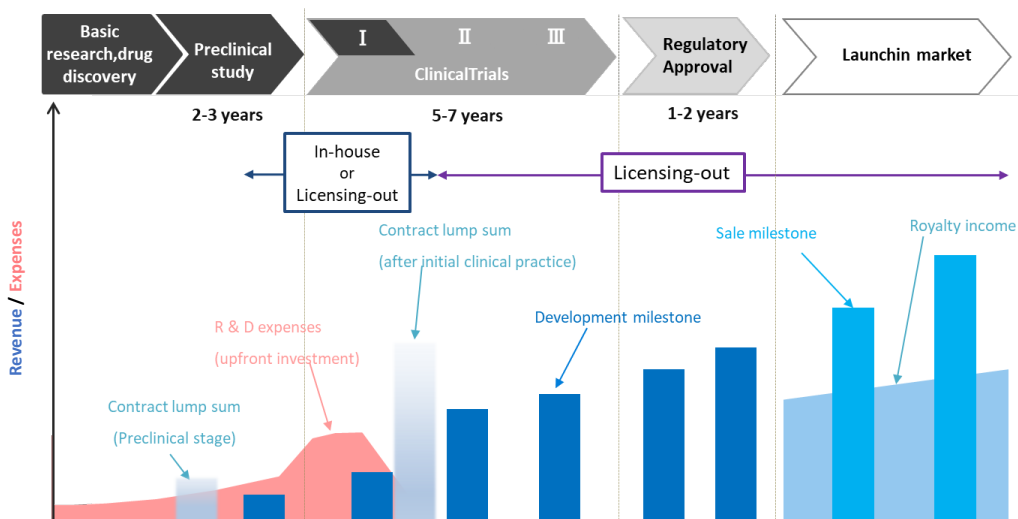 Basic
research,drug
discovery
Preclinical
study
I
II
III
ClinicalTrials
Regulatory
Approval
Launchin market
2-3 years
5-7 years
1-2 years
In-house
or
Licensing-out
Licensing-out
Revenue / Expenses
Contract lump sum
(after initial clinical practice)
Sale milestone
Royalty income
R & D expenses
(upfront investment)
Development milestone
Contract lump sum
(Preclinical stage)